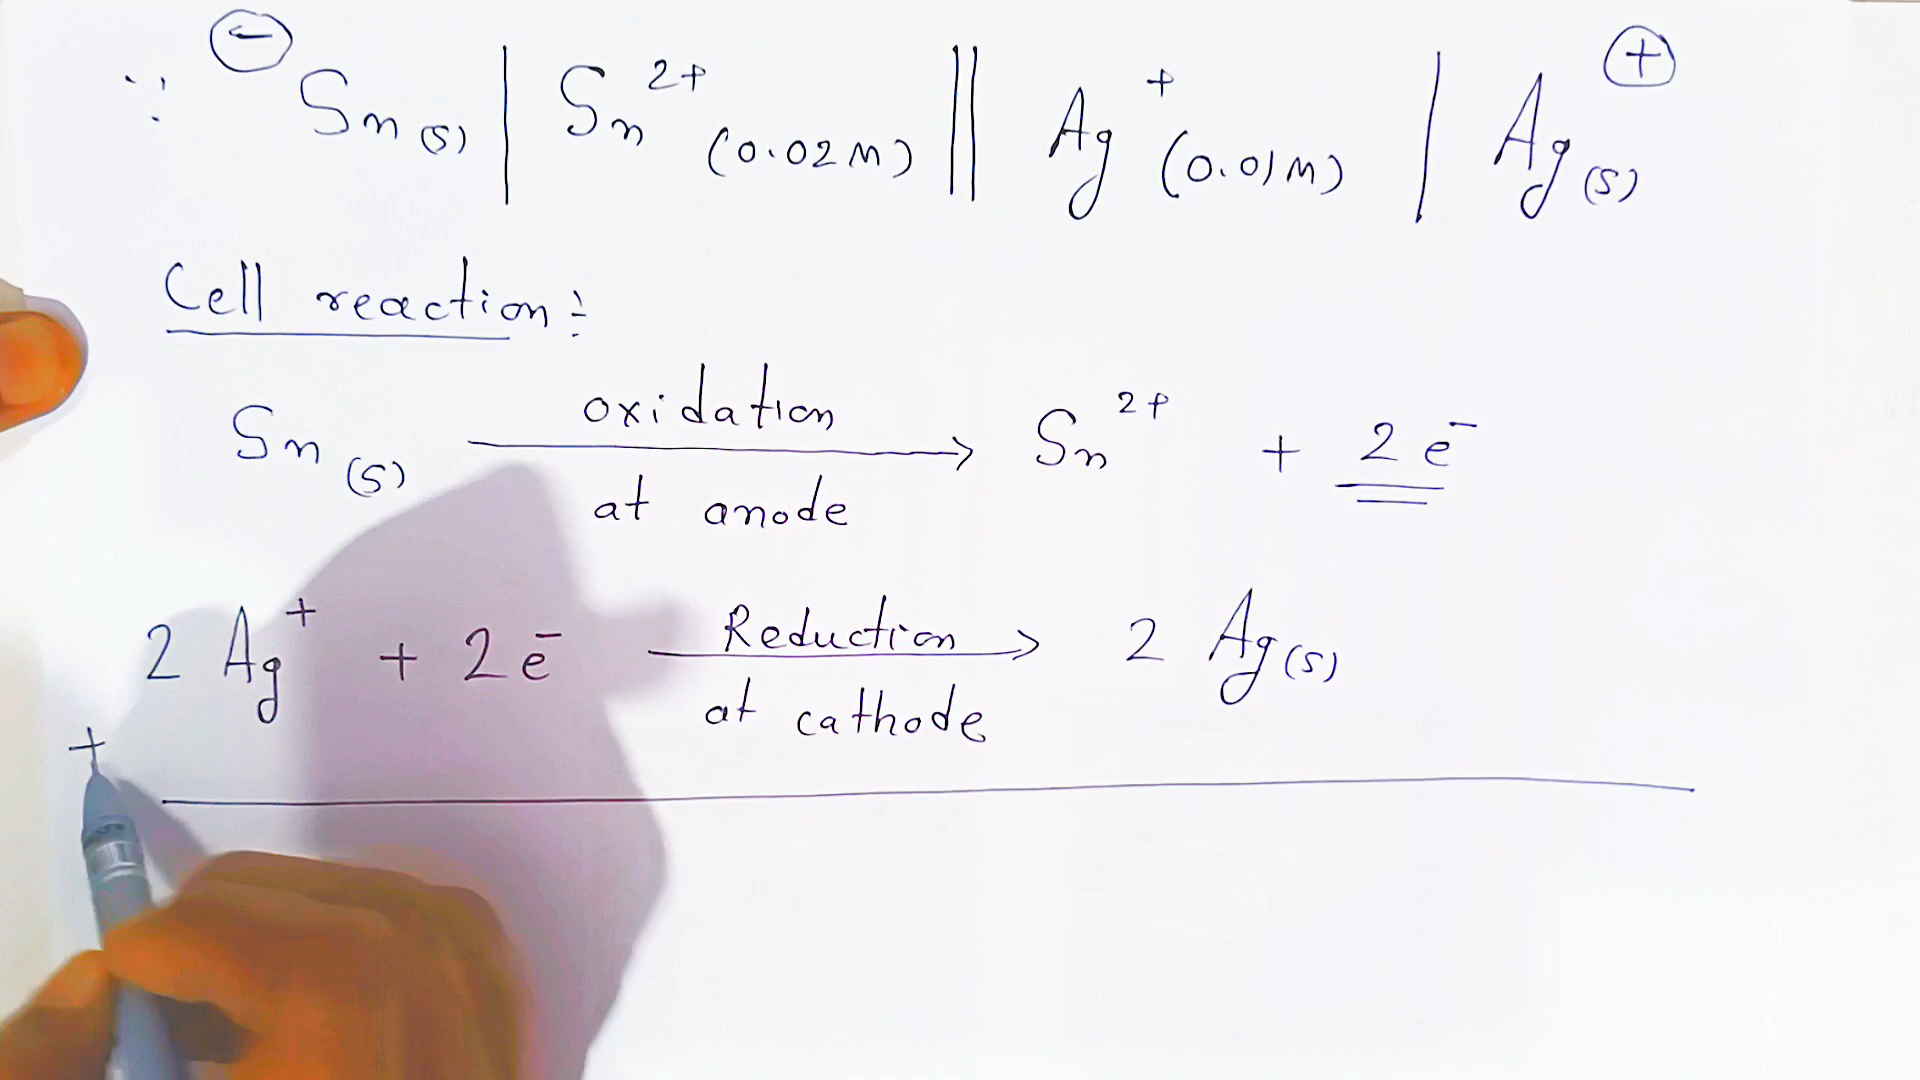 ∵ ⊖ Sn(s) | Sn²⁺(0.02M) || Ag⁺(0.01M) | Ag(s) ⊕
Cell reaction:
Sn(s) oxidation at anode → Sn²⁺ + 2e⁻
2Ag⁺ + 2e⁻ Reduction at cathode → 2Ag(s)
+